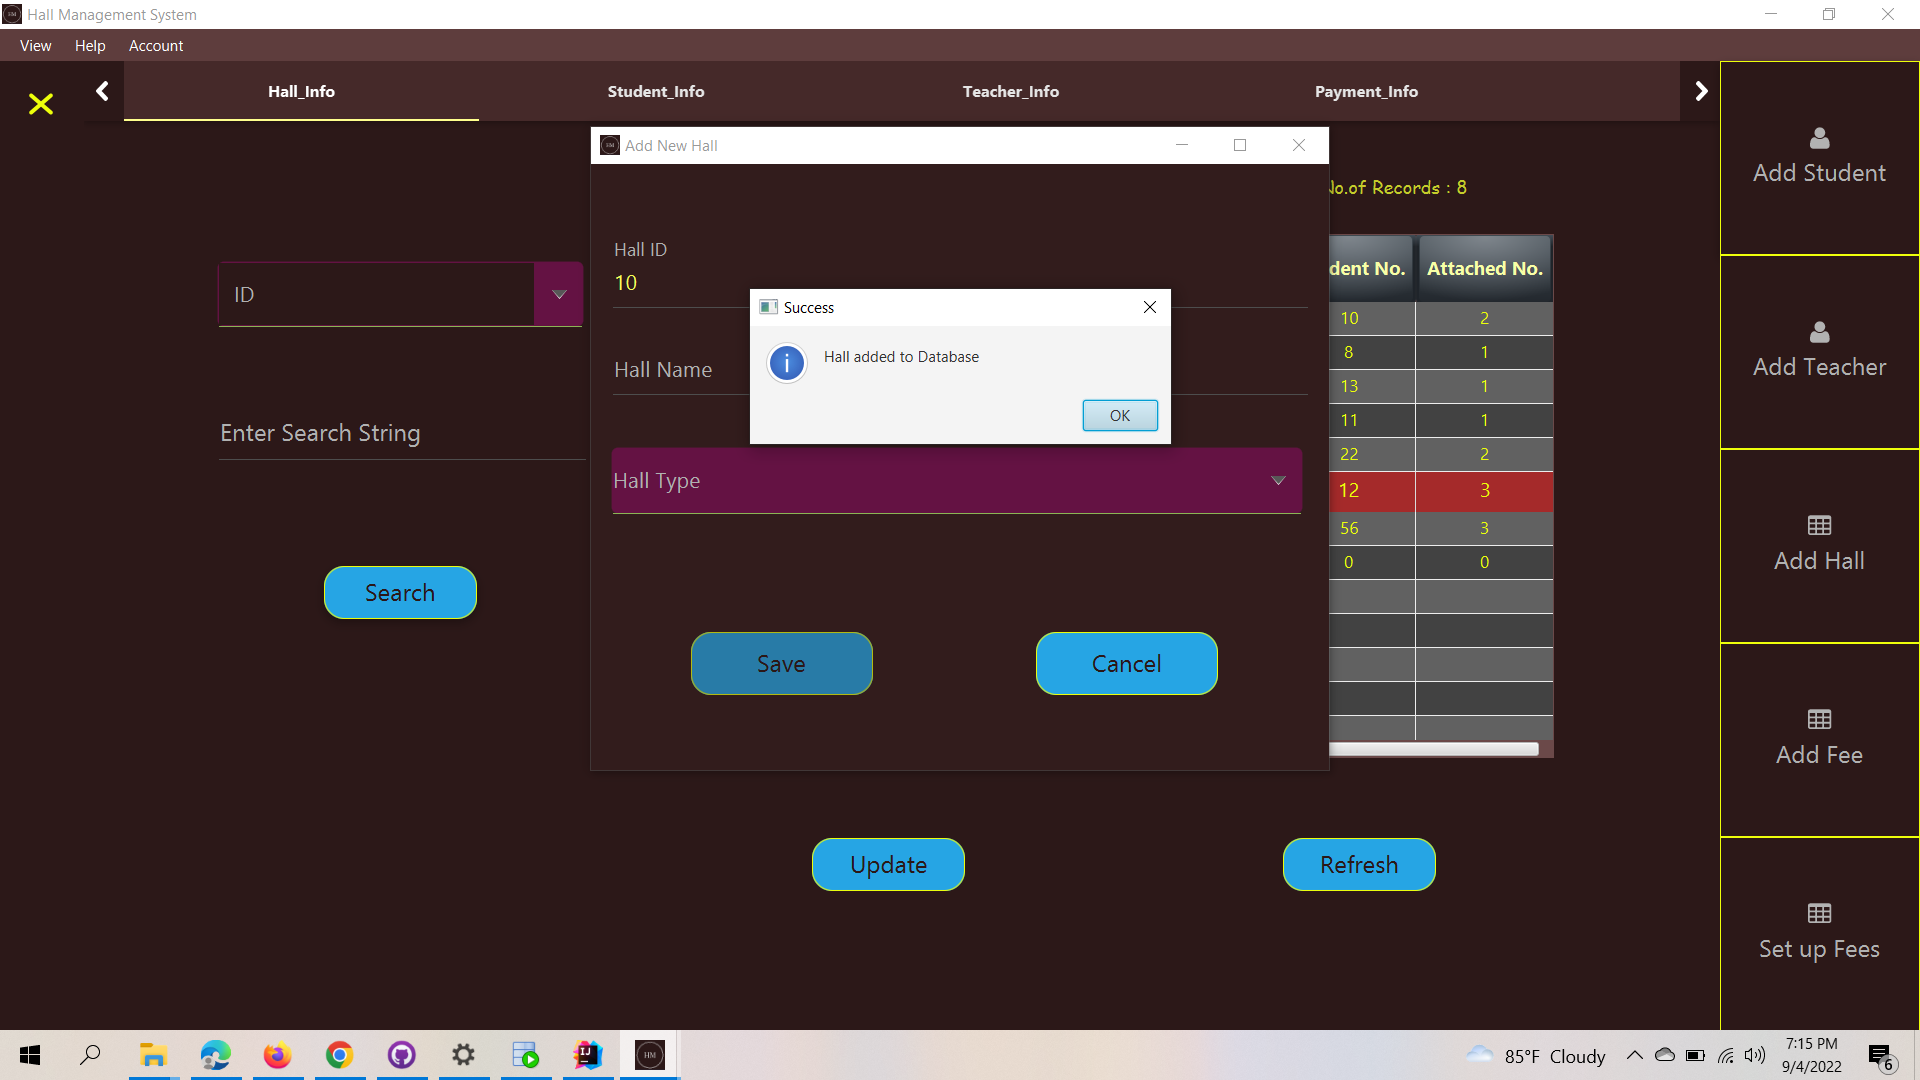 Hall Management System
View Help Account
Hall_Info Student_Info Teacher_Info Payment_Info
Add New Hall
No.of Records : 8
ID
Hall ID
10
Success
Hall added to Database
OK
Hall Name
Hall Type
Enter Search String
Search
Save Cancel
dent No. Attached No.
10 2
8 1
13 1
11 1
22 2
12 3
56 3
0 0
Update Refresh
Add Student
Add Teacher
Add Hall
Add Fee
Set up Fees
HM
85°F Cloudy
7:15 PM
9/4/2022
6